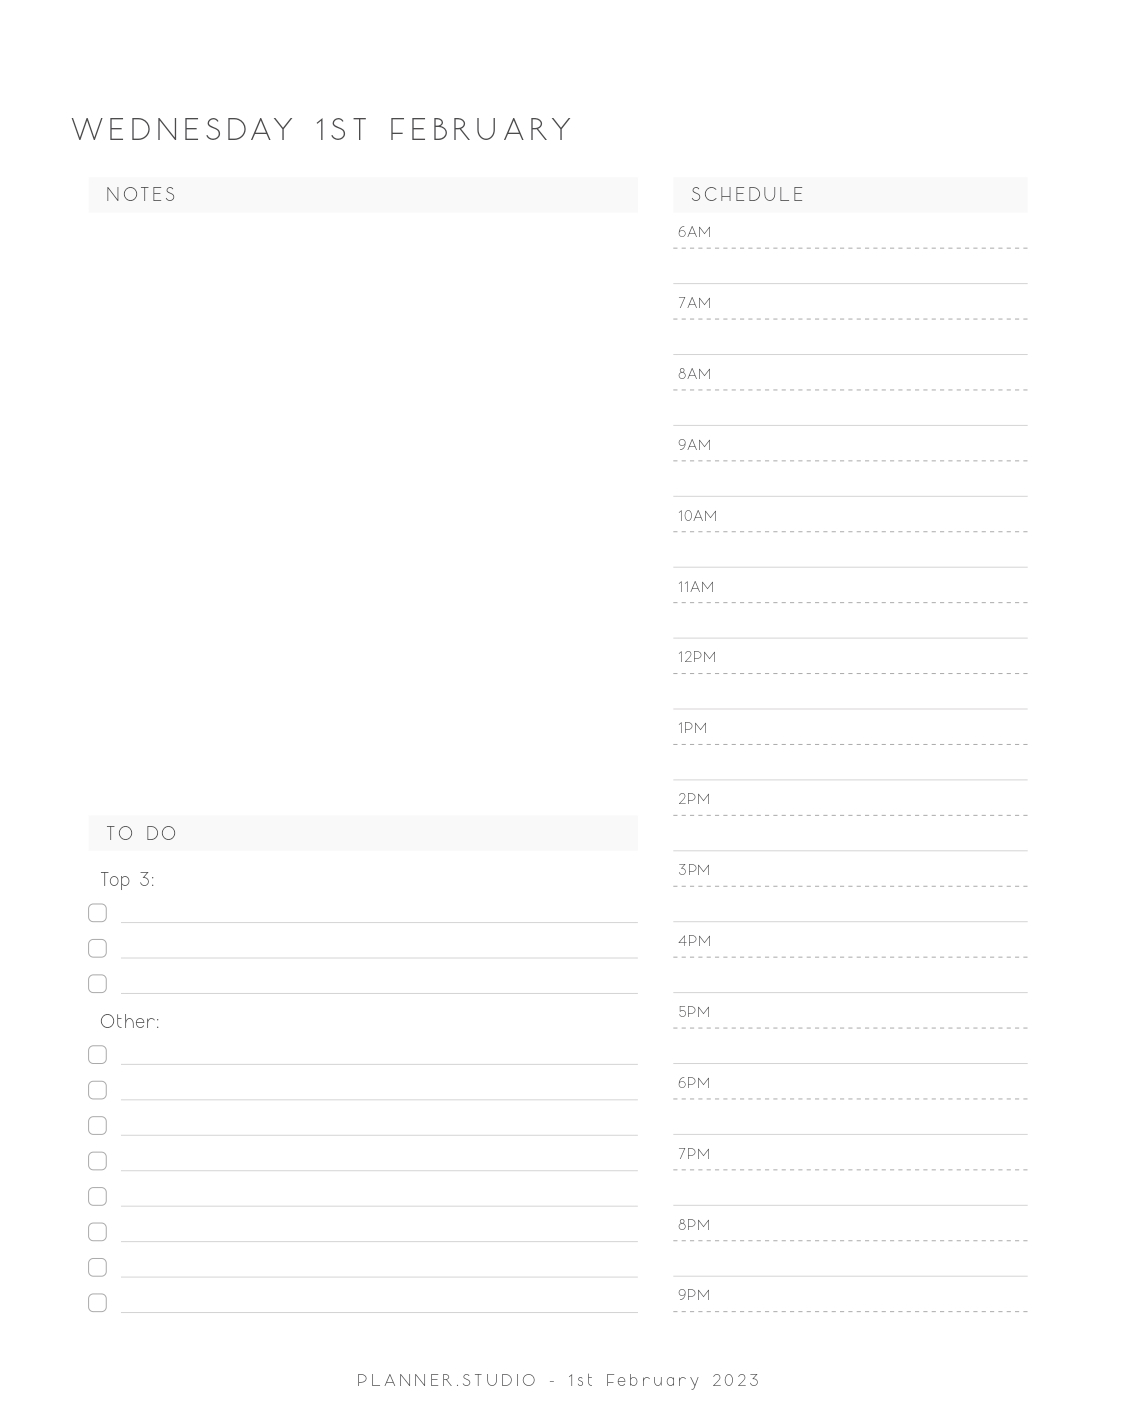 WEDNESDAY 1ST FEBRUARY
NOTES
TO DO
Top 3:
Other:
SCHEDULE
6AM
7AM
8AM
9AM
10AM
11AM
12PM
1PM
2PM
3PM
4PM
5PM
6PM
7PM
8PM
9PM
PLANNER.STUDIO - 1st February 2023